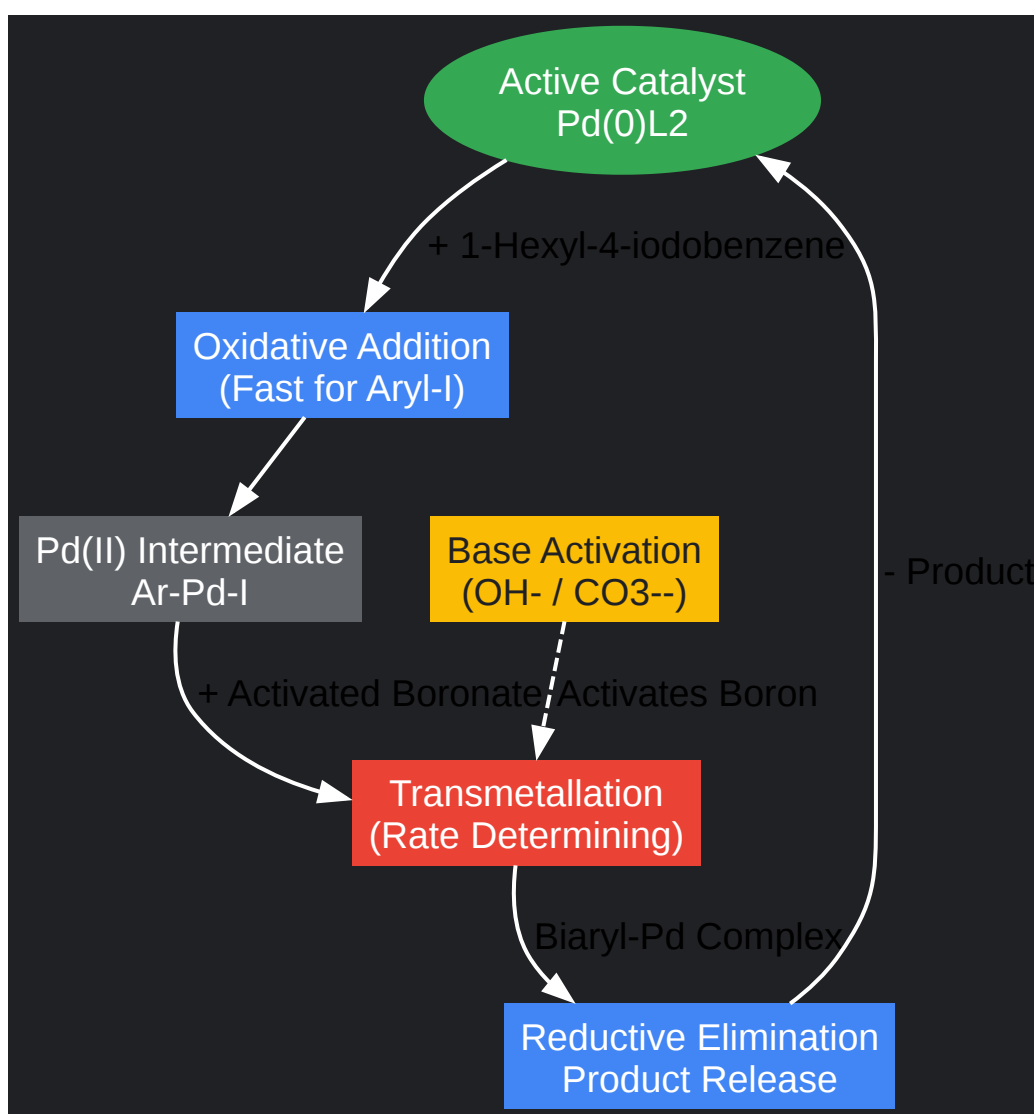 Active Catalyst
Pd(0)L2
+ 1-Hexyl-4-iodobenzene
Oxidative Addition
(Fast for Aryl-I)
Pd(II) Intermediate
Ar-Pd-I
Base Activation
(OH- / CO3--)
- Product
+ Activated Boronate
Activates Boron
Transmetallation
(Rate Determining)
Biaryl-Pd Complex
Reductive Elimination
Product Release